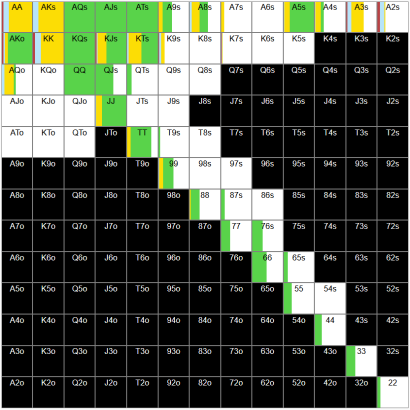 AA AKs AQs AJs ATs A9s A8s A7s A6s A5s A4s A3s A2s
AKo KK KQs KJs KTs K9s K8s K7s K6s K5s K4s K3s K2s
AQo KQo QQ QJs QTs Q9s Q8s Q7s Q6s Q5s Q4s Q3s Q2s
AJo KJo QJo JJ JTs J9s J8s J7s J6s J5s J4s J3s J2s
ATo KTo QTo JTo TT T9s T8s T7s T6s T5s T4s T3s T2s
A9o K9o Q9o J9o T9o 99 98s 97s 96s 95s 94s 93s 92s
A8o K8o Q8o J8o T8o 98o 88 87s 86s 85s 84s 83s 82s
A7o K7o Q7o J7o T7o 97o 87o 77 76s 75s 74s 73s 72s
A6o K6o Q6o J6o T6o 96o 86o 76o 66 65s 64s 63s 62s
A5o K5o Q5o J5o T5o 95o 85o 75o 65o 55 54s 53s 52s
A4o K4o Q4o J4o T4o 94o 84o 74o 64o 54o 44 43s 42s
A3o K3o Q3o J3o T3o 93o 83o 73o 63o 53o 43o 33 32s
A2o K2o Q2o J2o T2o 92o 82o 72o 62o 52o 42o 32o 22